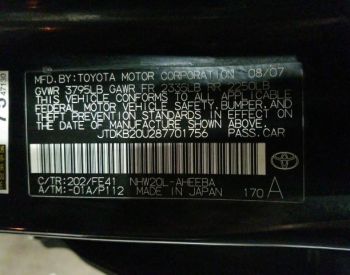 MFD.BY: TOYOTA MOTOR CORPORATION 08/07
GVWR 3795LB GAWR FR 2335LB RR 2250LB
THIS VEHICLE CONFORMS TO ALL APPLICABLE
FEDERAL MOTOR VEHICLE SAFETY, BUMPER, AND
THEFT PREVENTION STANDARDS IN EFFECT ON
THE DATE OF MANUFACTURE SHOWN ABOVE.
JTDKB20U287701756 PASS.CAR
C/TR: 202/FE41 NHW20L-AHEEBA
A/TM: -01A/P112 MADE IN JAPAN 170 A
TOYOTA